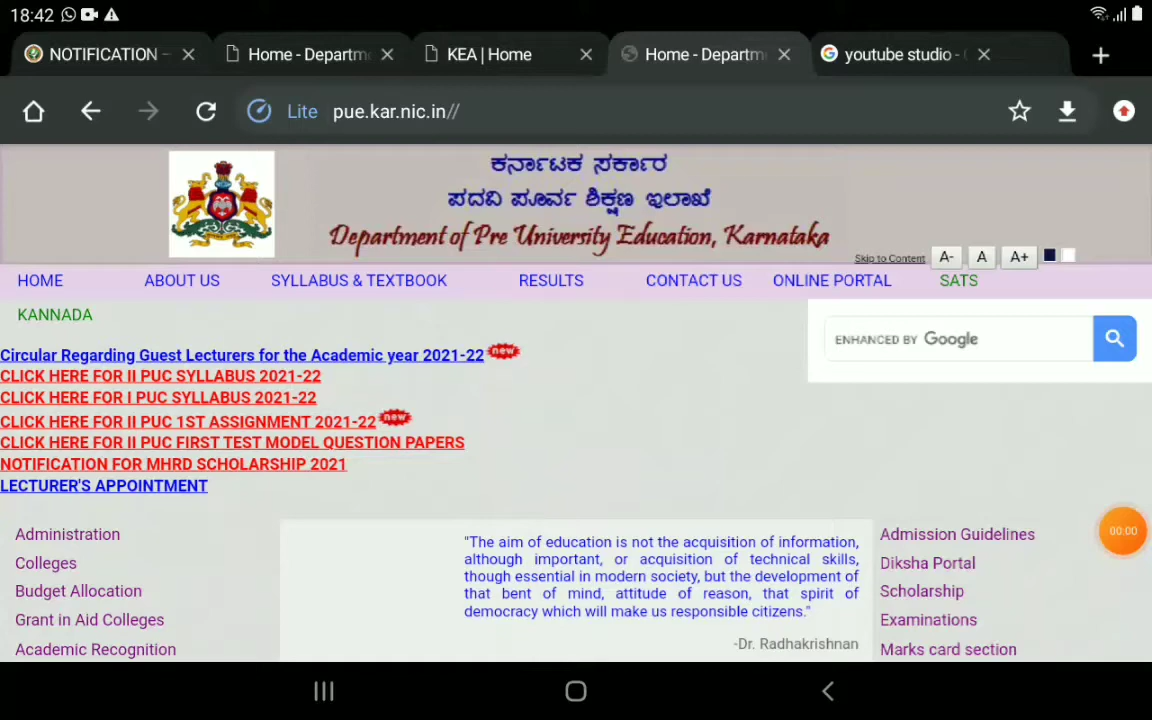 18:42
NOTIFICATION -
Home - Departm
KEA | Home
Home - Departm
youtube studio -
Lite pue.kar.nic.in//
ಕರ್ನಾಟಕ ಸರ್ಕಾರ
ಪದವಿ ಪೂರ್ವ ಶಿಕ್ಷಣ ಇಲಾಖೆ
Department of Pre University Education, Karnataka
Skip to Content A- A A+
HOME ABOUT US SYLLABUS & TEXTBOOK RESULTS CONTACT US ONLINE PORTAL SATS
KANNADA
ENHANCED BY Google
Circular Regarding Guest Lecturers for the Academic year 2021-22 new
CLICK HERE FOR II PUC SYLLABUS 2021-22
CLICK HERE FOR I PUC SYLLABUS 2021-22
CLICK HERE FOR II PUC 1ST ASSIGNMENT 2021-22 new
CLICK HERE FOR II PUC FIRST TEST MODEL QUESTION PAPERS
NOTIFICATION FOR MHRD SCHOLARSHIP 2021
LECTURER'S APPOINTMENT
Administration
Colleges
Budget Allocation
Grant in Aid Colleges
Academic Recognition
"The aim of education is not the acquisition of information,
although important, or acquisition of technical skills,
though essential in modern society, but the development of
that bent of mind, attitude of reason, that spirit of
democracy which will make us responsible citizens."
-Dr. Radhakrishnan
Admission Guidelines
Diksha Portal
Scholarship
Examinations
Marks card section
00:00